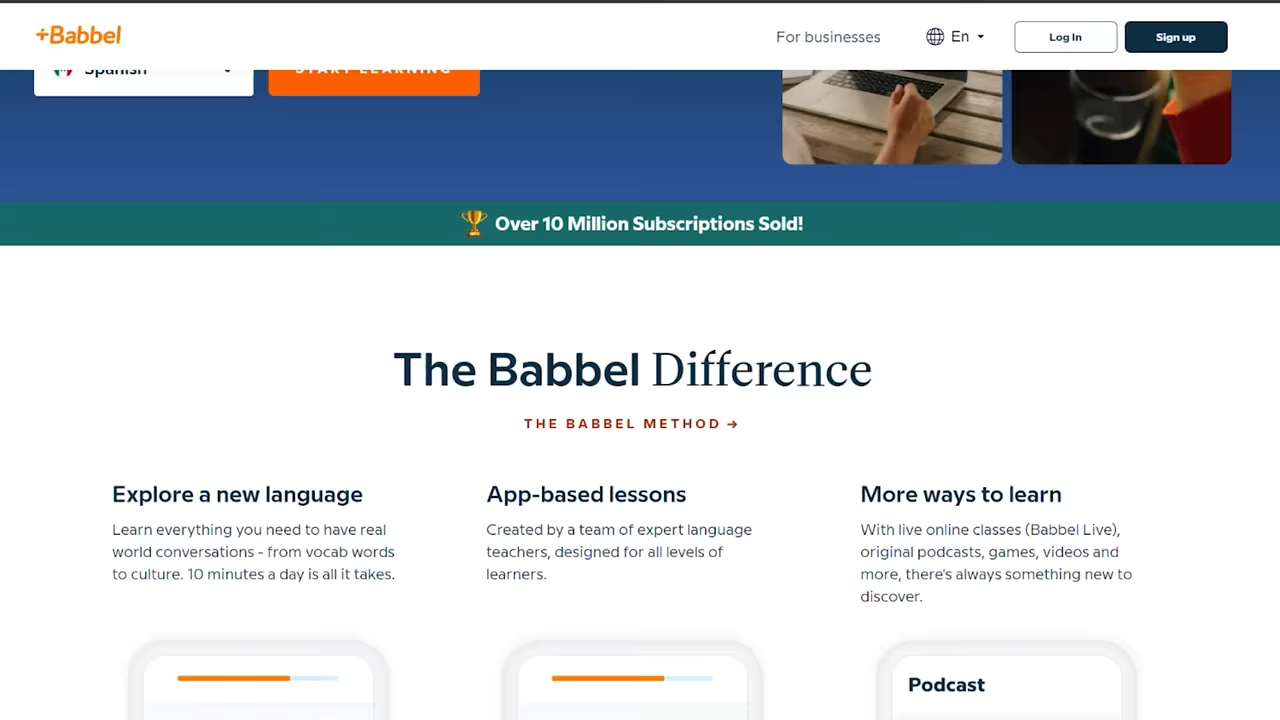 +Babbel
For businesses
En
Log In
Sign up
Spanish
START LEARNING
Over 10 Million Subscriptions Sold!
The Babbel Difference
THE BABBEL METHOD →
Explore a new language
Learn everything you need to have real
world conversations - from vocab words
to culture. 10 minutes a day is all it takes.
App-based lessons
Created by a team of expert language
teachers, designed for all levels of
learners.
More ways to learn
With live online classes (Babbel Live),
original podcasts, games, videos and
more, there's always something new to
discover.
Podcast